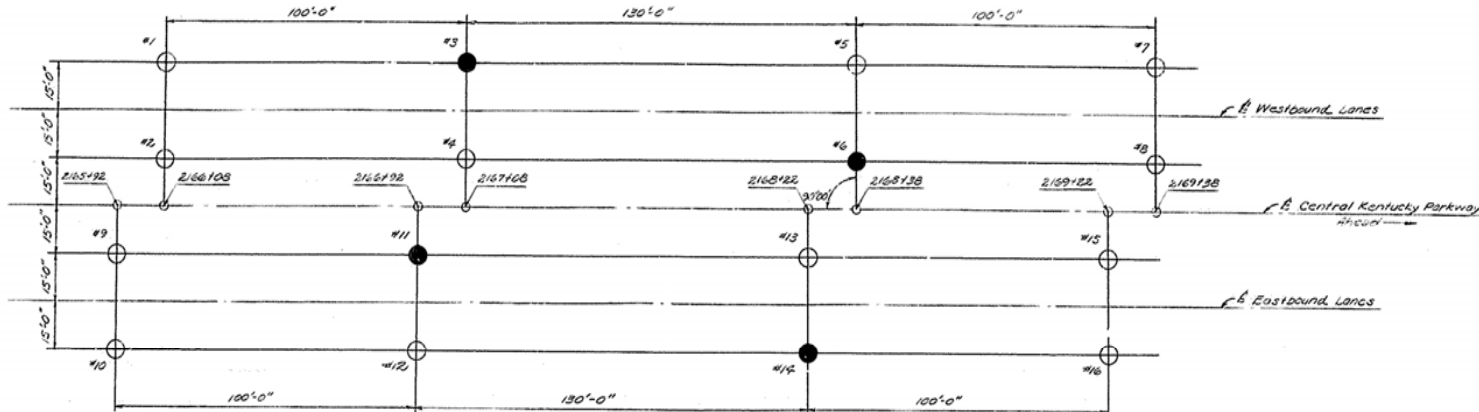 100'-0" 130'-0" 100'-0"
#1 #3 #5 #7
15'-0"
15'-0"
15'-0"
15'-0"
15'-0"
15'-0"
℄ Westbound Lanes
#2 #4 #6 #8
2165+92 2166+08 2166+92 2167+08 2168+22 90°00' 2168+38 2169+22 2169+38
℄ Central Kentucky Parkway
Ahead
#9 #11 #13 #15
℄ Eastbound Lanes
#10 #12 #14 #16
100'-0" 130'-0" 100'-0"